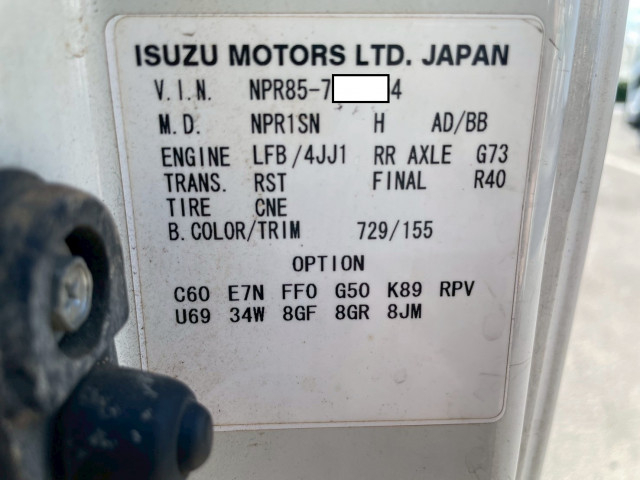 ISUZU MOTORS LTD. JAPAN
V.I.N. NPR85-7 4
M.D. NPR1SN H AD/BB
ENGINE LFB/4JJ1 RR AXLE G73
TRANS. RST FINAL R40
TIRE CNE
B.COLOR/TRIM 729/155
OPTION
C60 E7N FF0 G50 K89 RPV
U69 34W 8GF 8GR 8JM